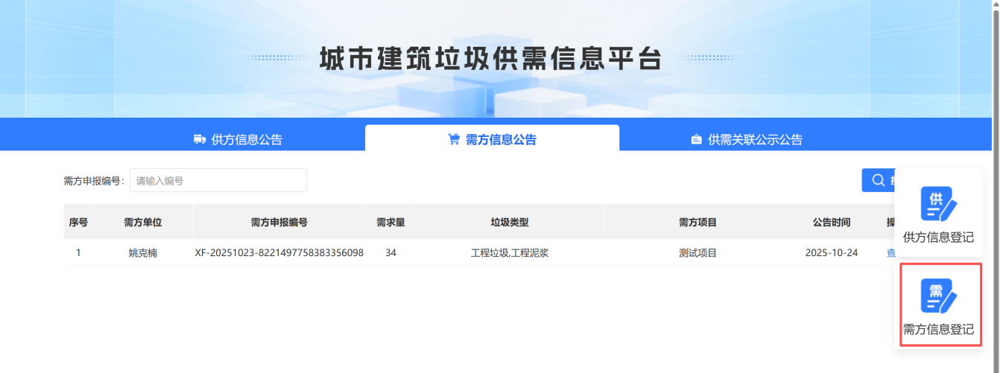 城市建筑垃圾供需信息平台
供方信息公告 需方信息公告 供需关联公示公告
需方申报编号: 请输入编号
供
供方信息登记
序号 需方单位 需方申报编号 需求量 垃圾类型 需方项目 公告时间
1 姚克楠 XF-20251023-8221497758383356098 34 工程垃圾,工程泥浆 测试项目 2025-10-24 查
需
需方信息登记